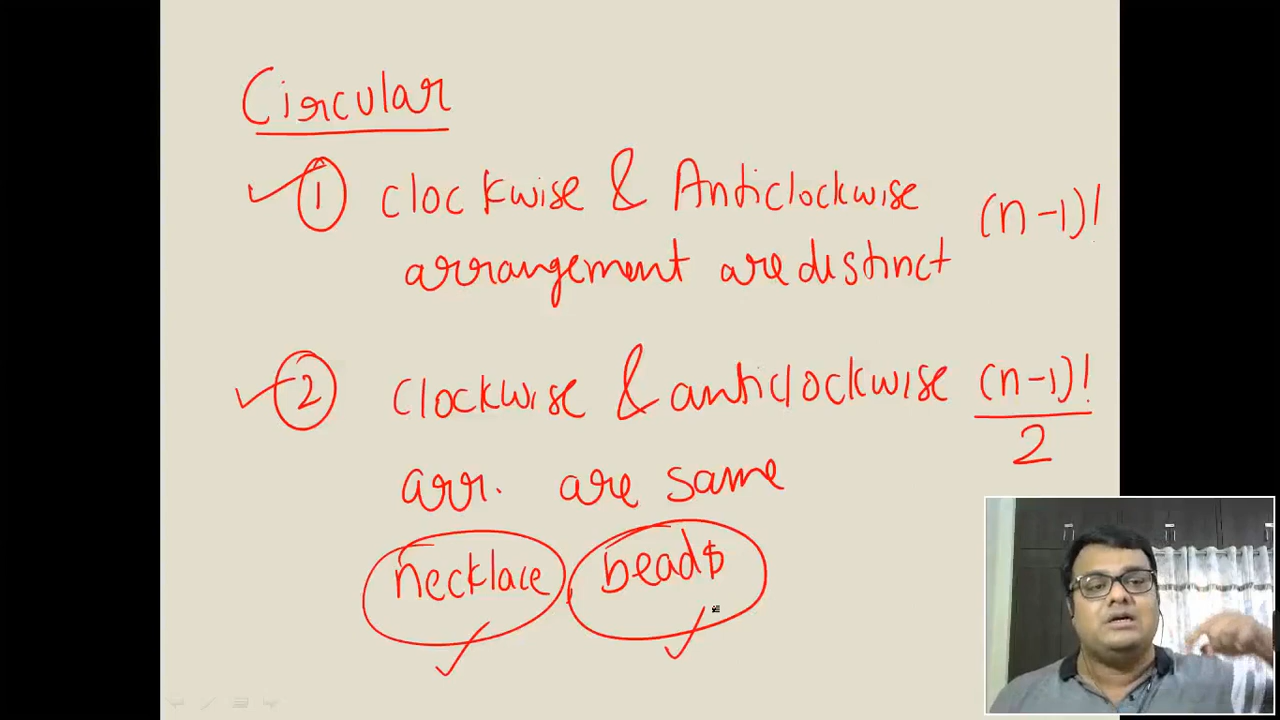 Circular
1 clockwise & Anticlockwise (n-1)!
arrangement are distinct
2 clockwise & anticlockwise (n-1)!/2
arr. are same
necklace, beads